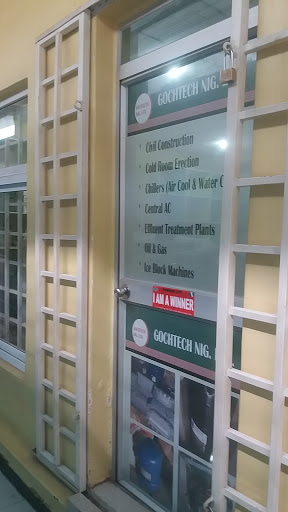 GOCHTECH NIG.
Civil Construction
Cold Room Erection
Chillers (Air Cool & Water C
Central AC
Effluent Treatment Plants
Oil & Gas
Ice Block Machines
I AM A WINNER
GOCHTECH NIG.